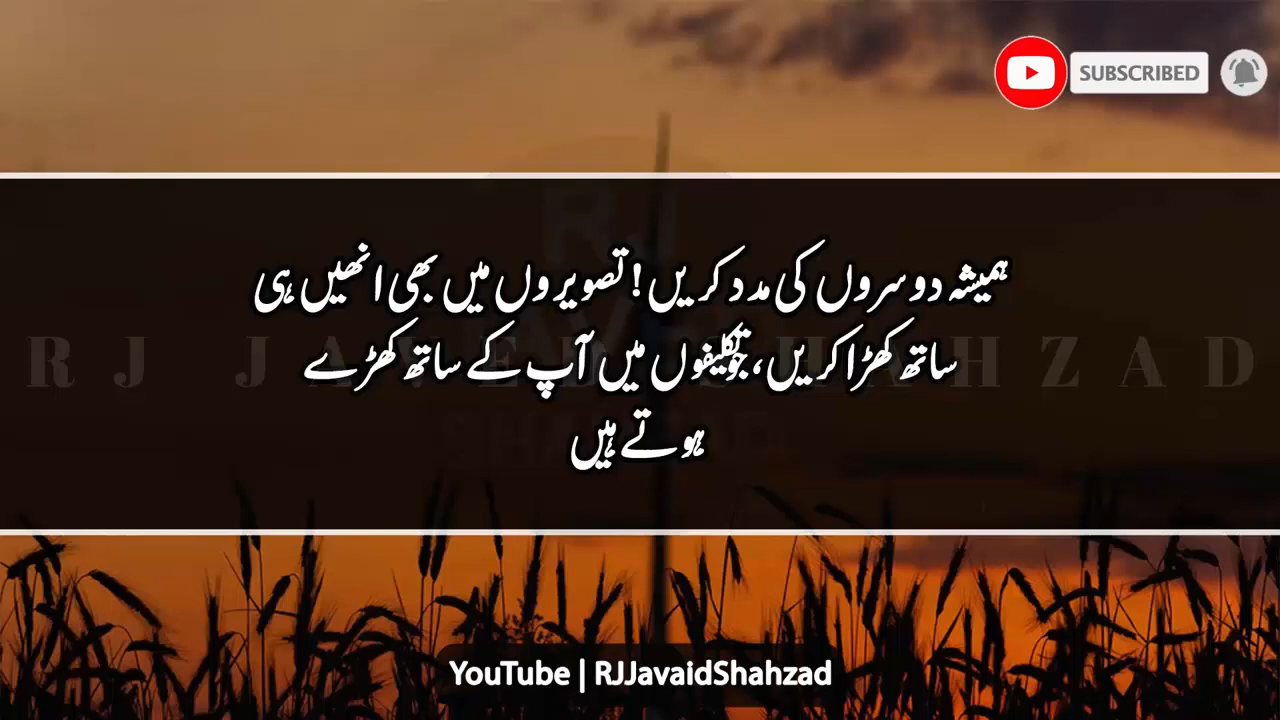 SUBSCRIBED
ہمیشہ دوسروں کی مدد کریں! تصویروں میں بھی انھیں ہی
ساتھ کھڑا کریں، جو تکلیفوں میں آپ کے ساتھ کھڑے
ہوتے ہیں
YouTube | RJJavaidShahzad